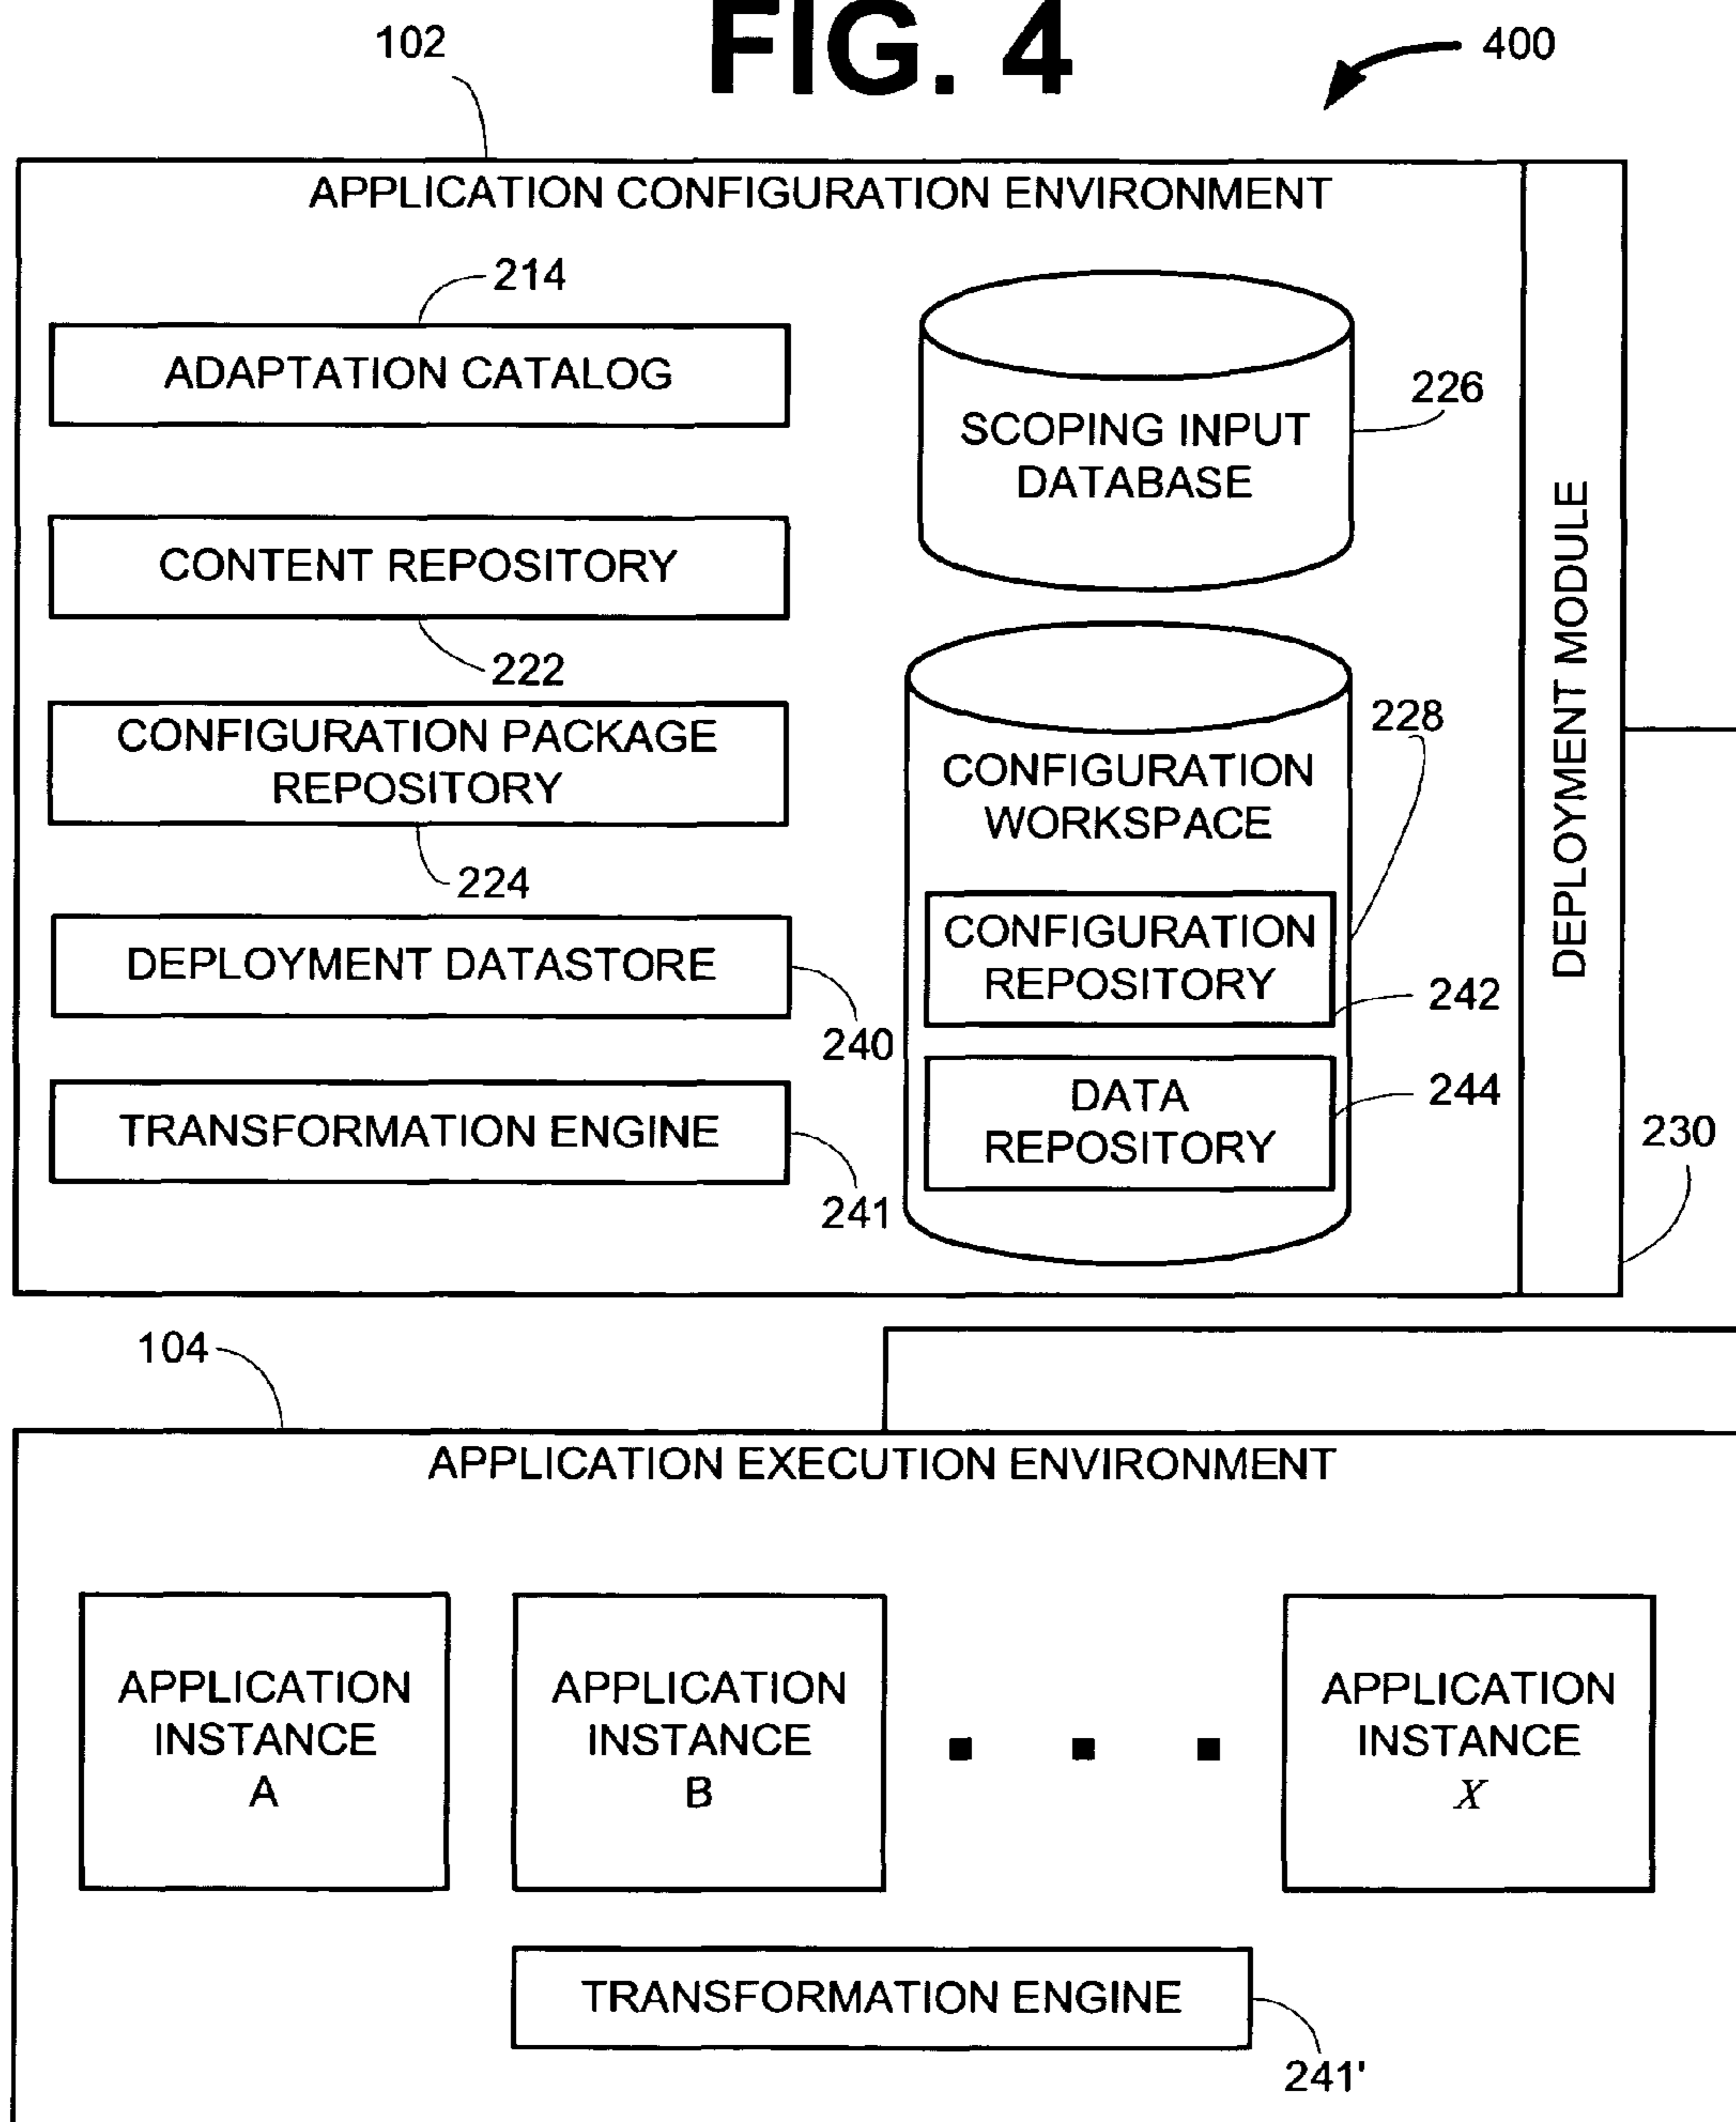 FIG. 4
102
400
APPLICATION CONFIGURATION ENVIRONMENT
214
ADAPTATION CATALOG
CONTENT REPOSITORY
222
CONFIGURATION PACKAGE
REPOSITORY
224
DEPLOYMENT DATASTORE
240
TRANSFORMATION ENGINE
241
SCOPING INPUT
DATABASE
226
CONFIGURATION
WORKSPACE
228
CONFIGURATION
REPOSITORY
242
DATA
REPOSITORY
244
DEPLOYMENT MODULE
230
104
APPLICATION EXECUTION ENVIRONMENT
APPLICATION
INSTANCE
A
APPLICATION
INSTANCE
B
. . .
APPLICATION
INSTANCE
X
TRANSFORMATION ENGINE
241'